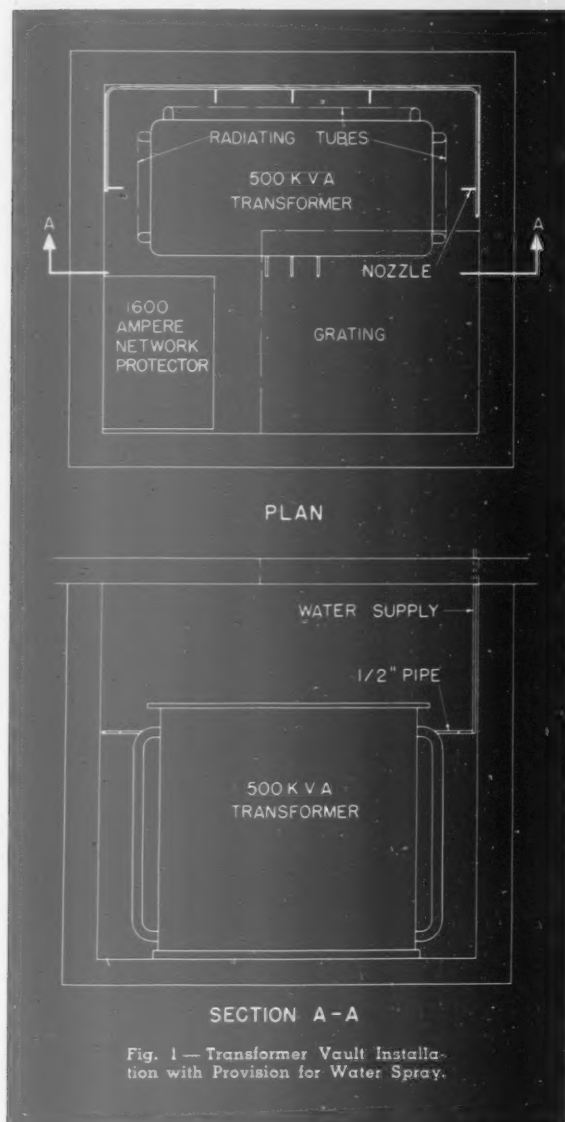 RADIATING TUBES
500 K V A
TRANSFORMER
A
A
NOZZLE
1600
AMPERE
NETWORK
PROTECTOR
GRATING
PLAN
WATER SUPPLY
1/2" PIPE
500 K V A
TRANSFORMER
SECTION A-A
Fig. 1 — Transformer Vault Installa-
tion with Provision for Water Spray.